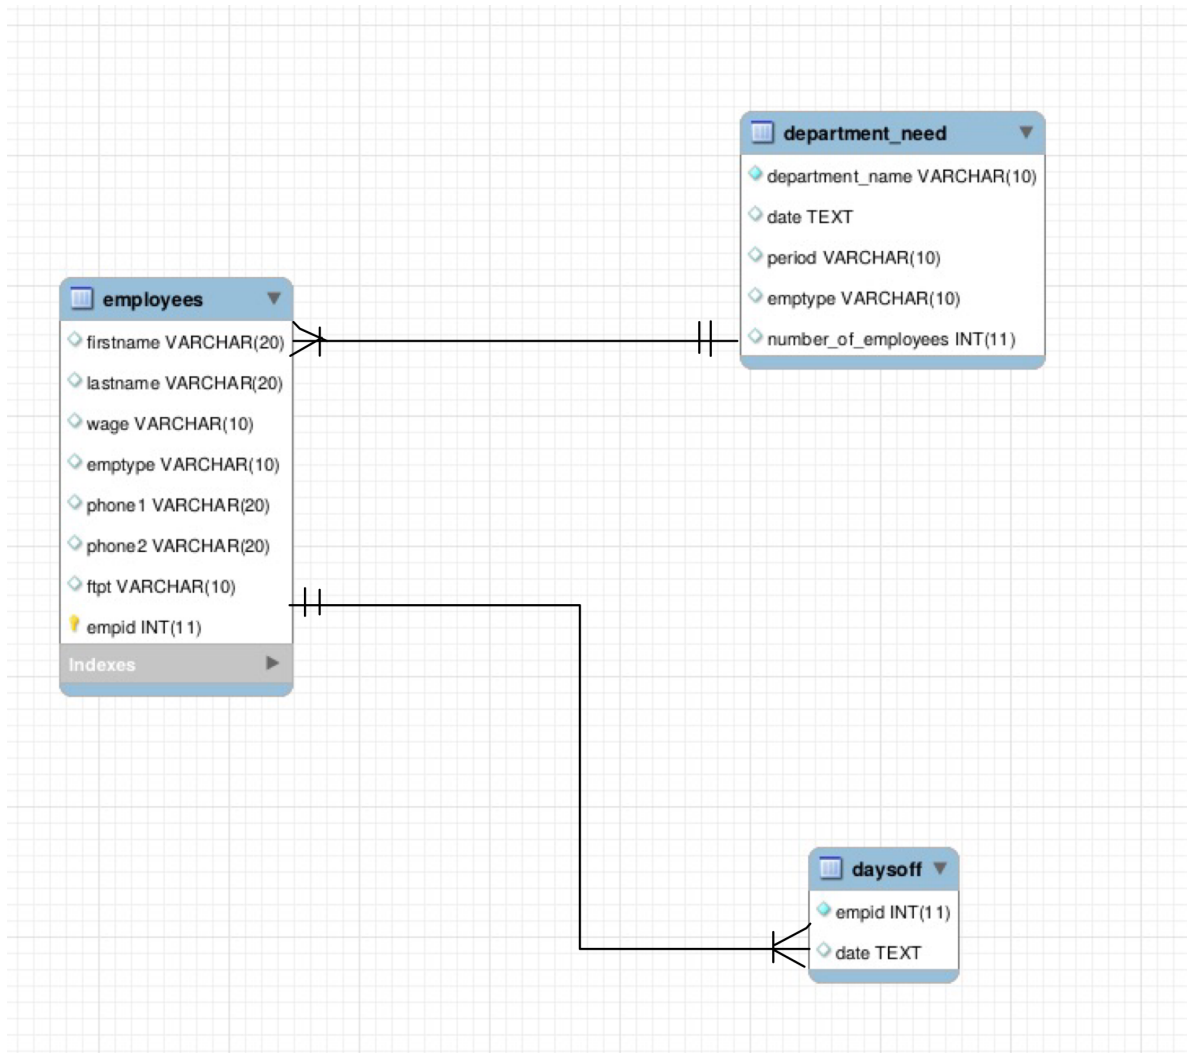 department_need
department_name VARCHAR(10)
date TEXT
period VARCHAR(10)
emptype VARCHAR(10)
number_of_employees INT(11)
employees
firstname VARCHAR(20)
lastname VARCHAR(20)
wage VARCHAR(10)
emptype VARCHAR(10)
phone1 VARCHAR(20)
phone2 VARCHAR(20)
ftpt VARCHAR(10)
empid INT(11)
Indexes
daysoff
empid INT(11)
date TEXT